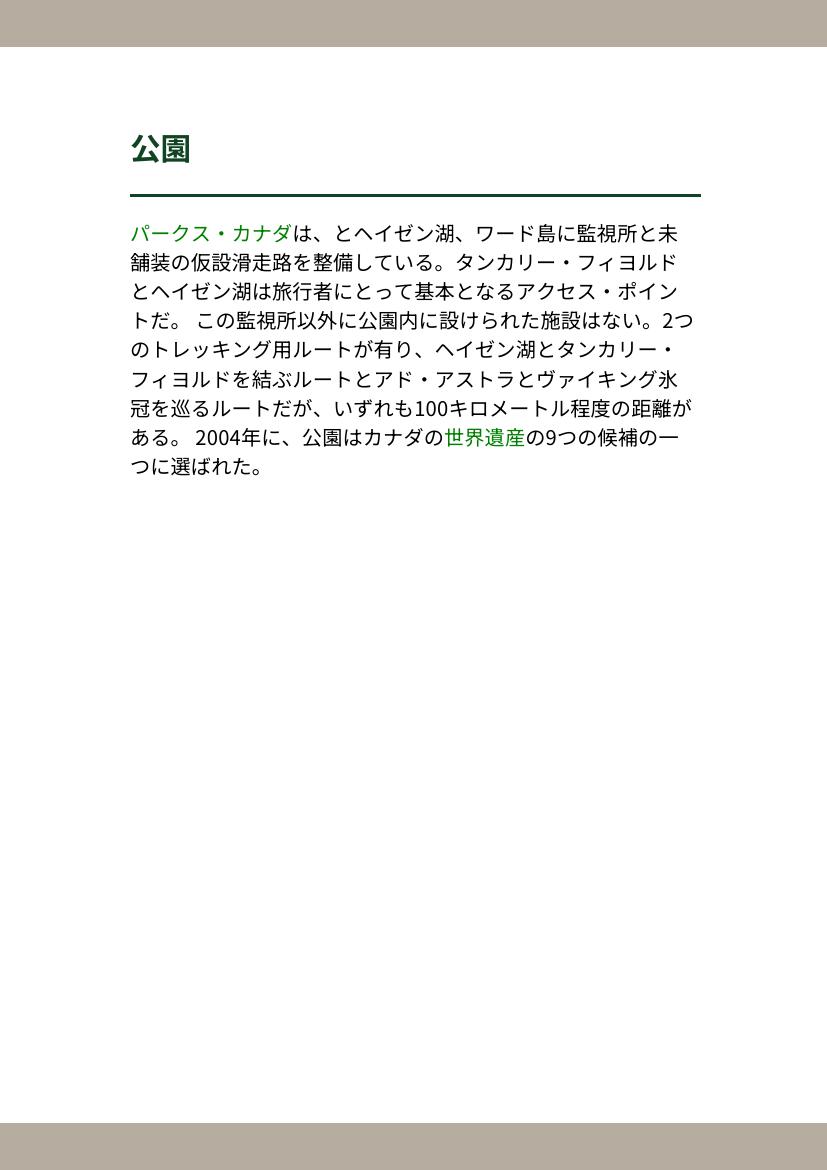 公園
パークス・カナダは、とヘイゼン湖、ワード島に監視所と未
舗装の仮設滑走路を整備している。タンカリー・フィヨルド
とヘイゼン湖は旅行者にとって基本となるアクセス・ポイン
トだ。 この監視所以外に公園内に設けられた施設はない。2つ
のトレッキング用ルートが有り、ヘイゼン湖とタンカリー・
フィヨルドを結ぶルートとアド・アストラとヴァイキング氷
冠を巡るルートだが、いずれも100キロメートル程度の距離が
ある。 2004年に、公園はカナダの世界遺産の9つの候補の一
つに選ばれた。